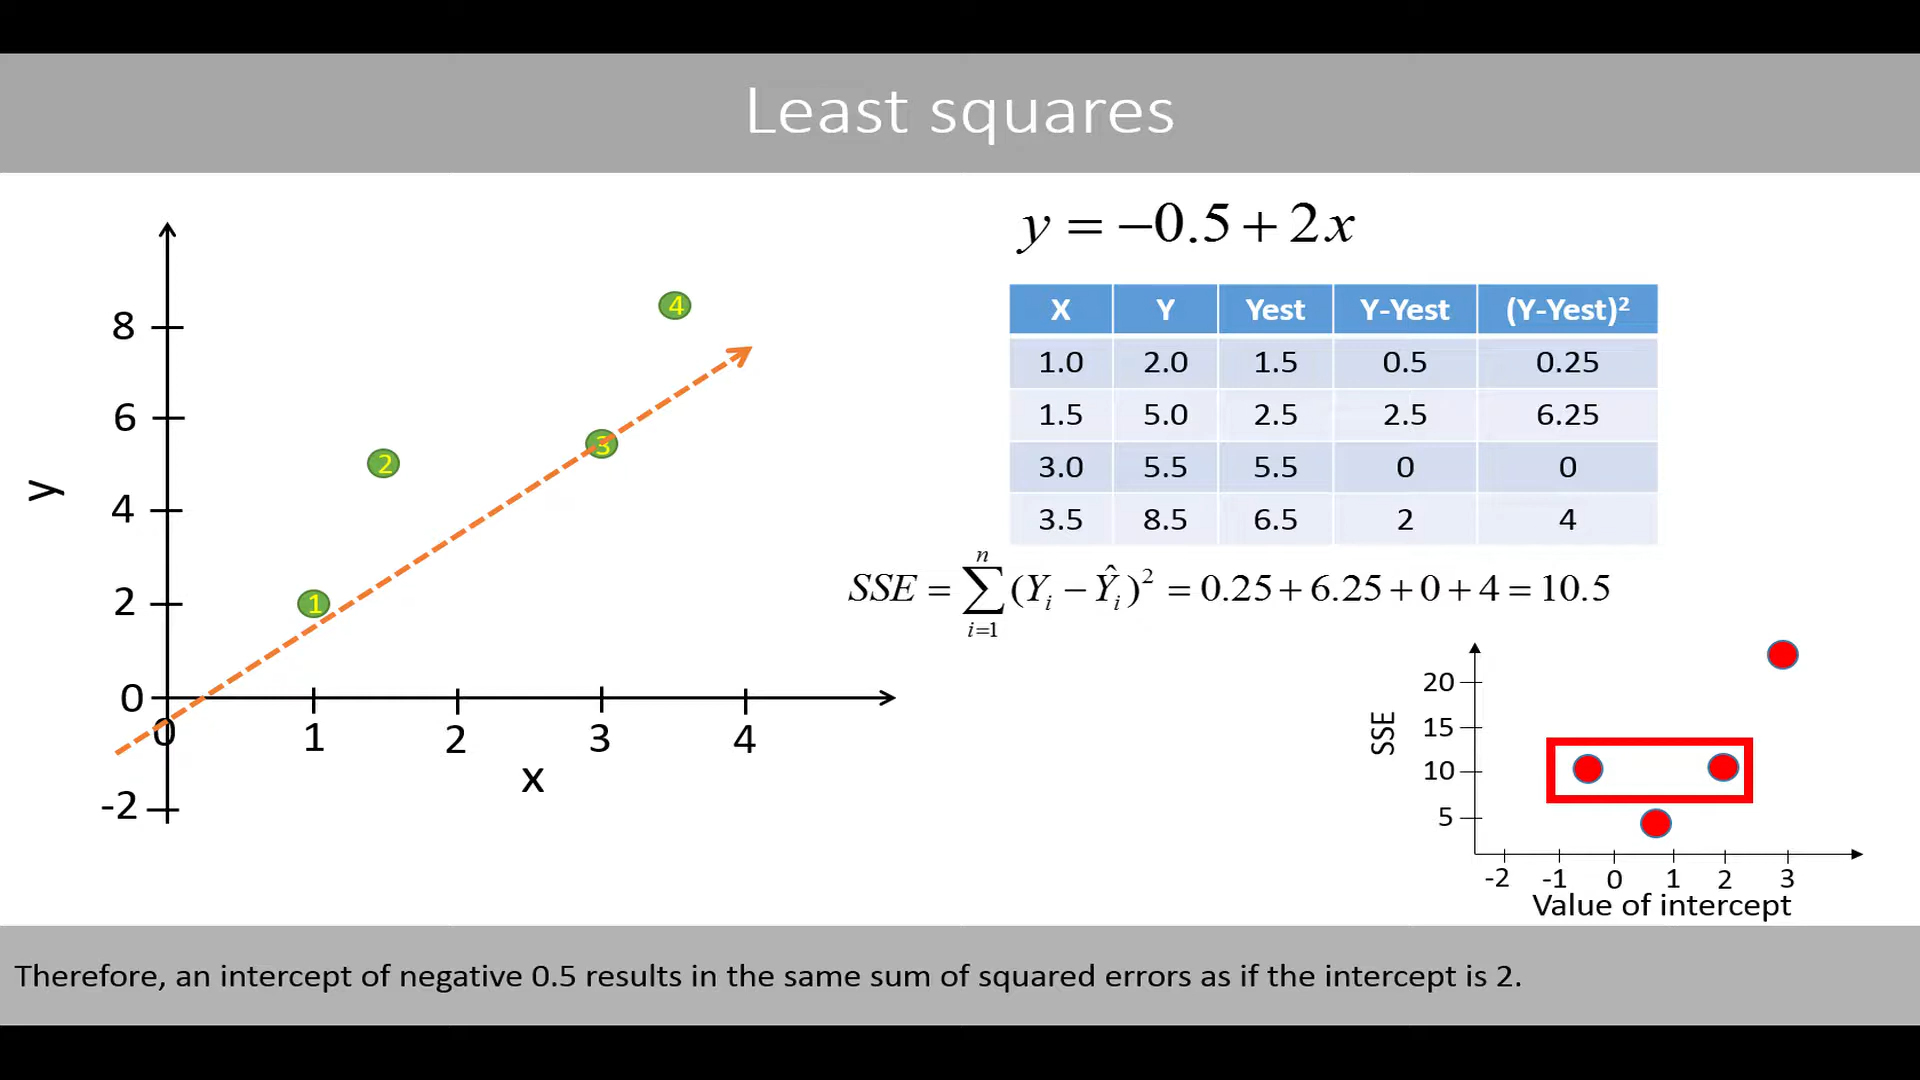 Least squares
y = −0.5 + 2x
X Y Yest Y-Yest (Y-Yest)²
1.0 2.0 1.5 0.5 0.25
1.5 5.0 2.5 2.5 6.25
3.0 5.5 5.5 0 0
3.5 8.5 6.5 2 4
SSE = ∑ (Yᵢ − Ŷᵢ)² = 0.25 + 6.25 + 0 + 4 = 10.5
n
i=1
8
6
4
2
0
-2
y
0 1 2 3 4
x
1
2
3
4
20
15
10
5
SSE
-2 -1 0 1 2 3
Value of intercept
Therefore, an intercept of negative 0.5 results in the same sum of squared errors as if the intercept is 2.